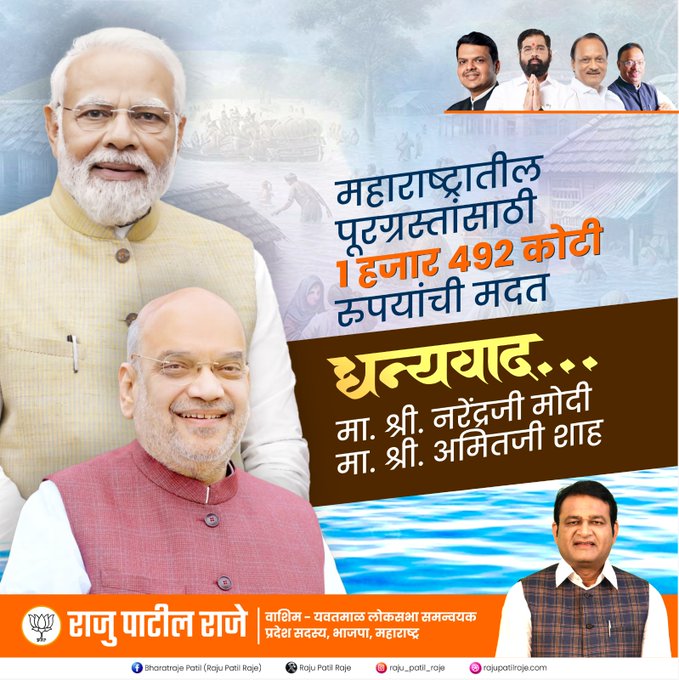 महाराष्ट्रातील
पूरग्रस्तांसाठी
1 हजार 492 कोटी
रुपयांची मदत
धन्ययाद...
मा. श्री. नरेंद्रजी मोदी
मा. श्री. अमितजी शाह
राजु पाटील राजे
वाशिम - यवतमाळ लोकसभा समन्वयक
प्रदेश सदस्य, भाजपा, महाराष्ट्र
Bharatraje Patil (Raju Patil Raje) Raju Patil Raje raju_patil_raje rajupatilraje.com